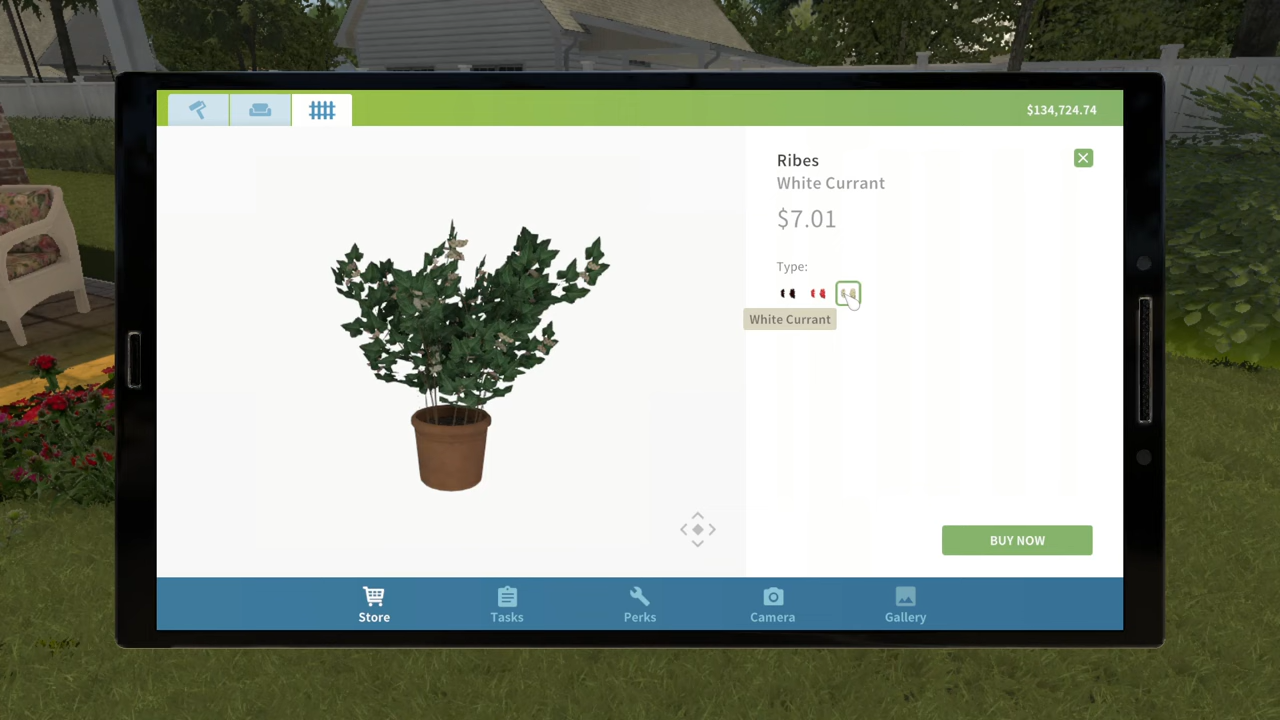 $134,724.74
Ribes
White Currant
$7.01
Type:
White Currant
BUY NOW
Store
Tasks
Perks
Camera
Gallery